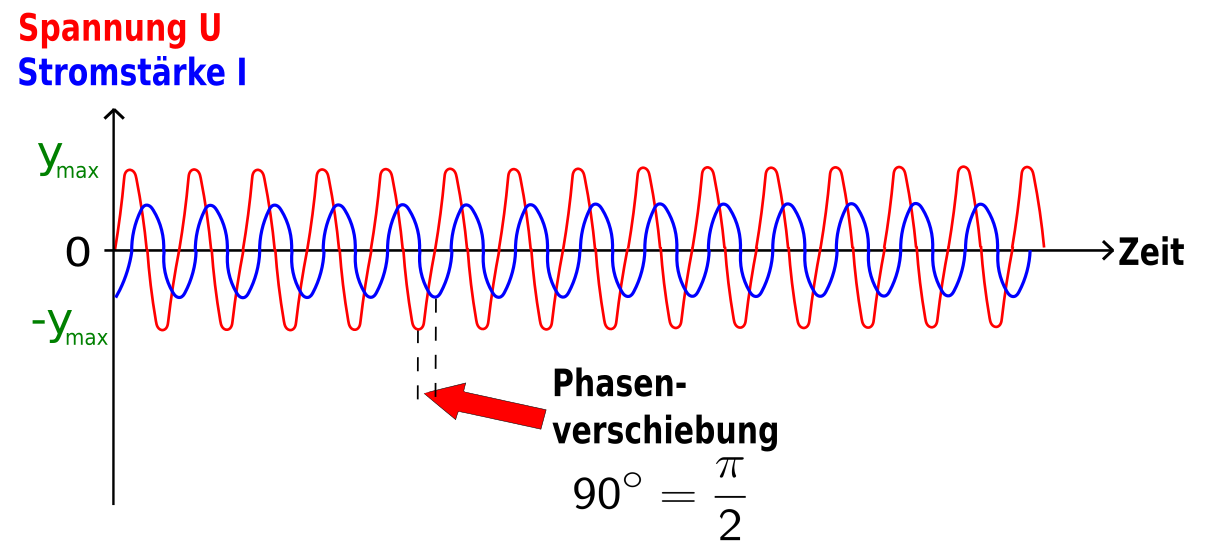 Spannung U
Stromstärke I
ymax
0
Zeit
-ymax
Phasen-
verschiebung
90° = π/2